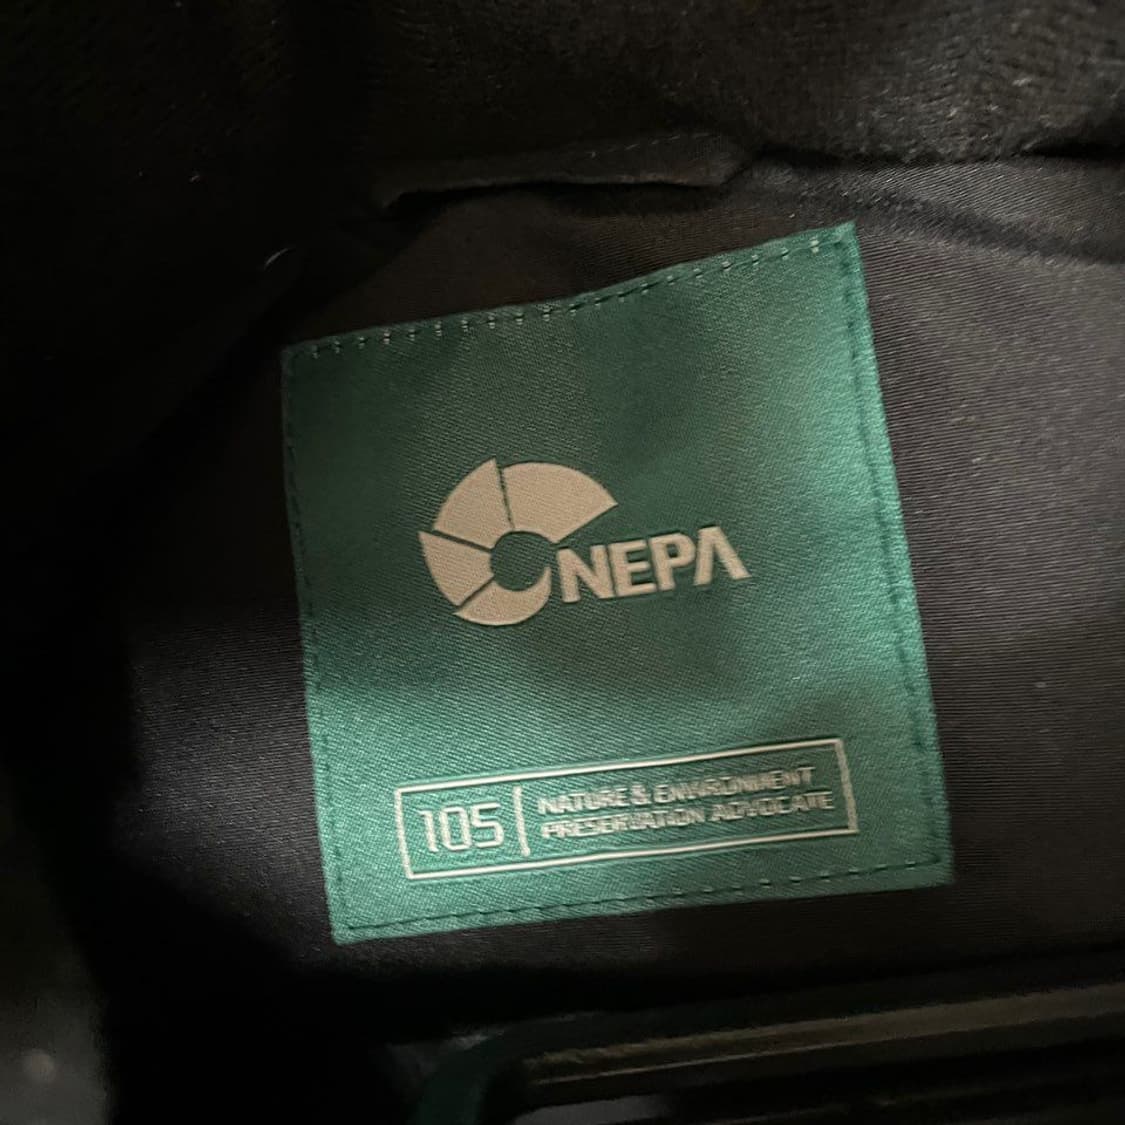 NEPA
105
NATURE & ENVIRONMENT
PRESERVATION ADVOCATE